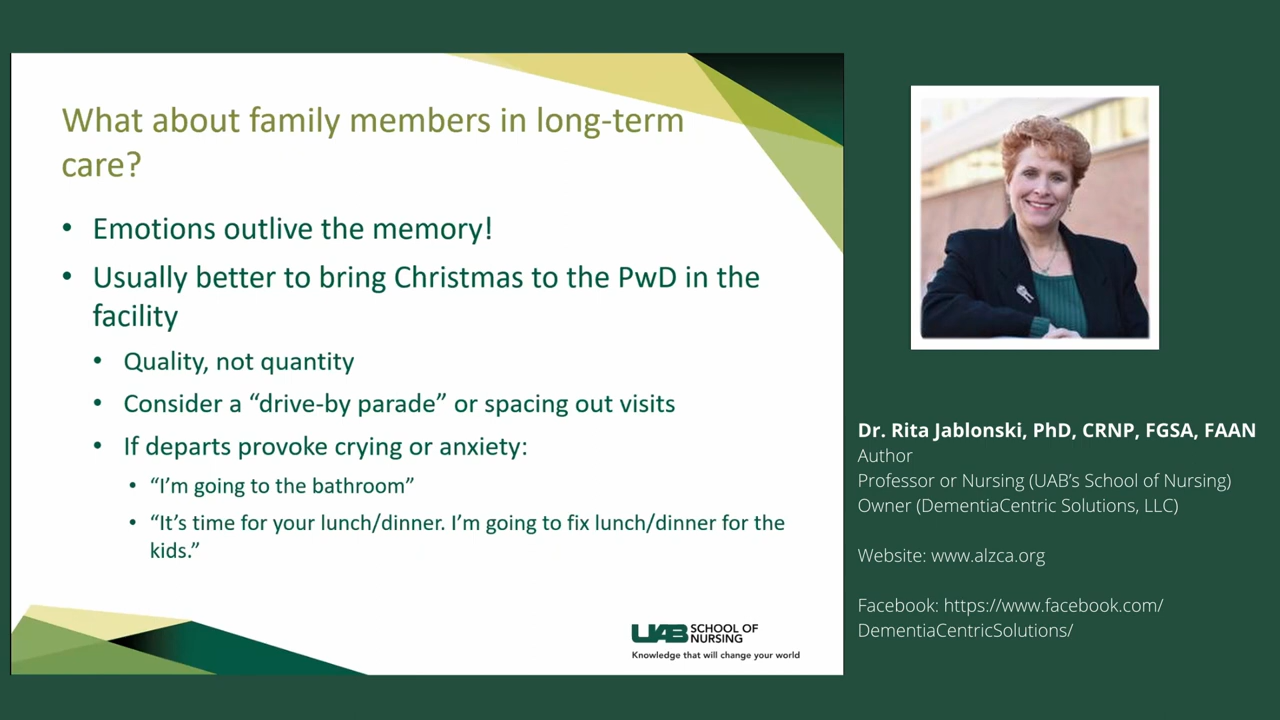 What about family members in long-term
care?
• Emotions outlive the memory!
• Usually better to bring Christmas to the PwD in the
facility
• Quality, not quantity
• Consider a “drive-by parade” or spacing out visits
• If departs provoke crying or anxiety:
• “I’m going to the bathroom”
• “It’s time for your lunch/dinner. I’m going to fix lunch/dinner for the
kids.”
UAB SCHOOL OF
NURSING
Knowledge that will change your world
Dr. Rita Jablonski, PhD, CRNP, FGSA, FAAN
Author
Professor or Nursing (UAB’s School of Nursing)
Owner (DementiaCentric Solutions, LLC)
Website: www.alzca.org
Facebook: https://www.facebook.com/
DementiaCentricSolutions/